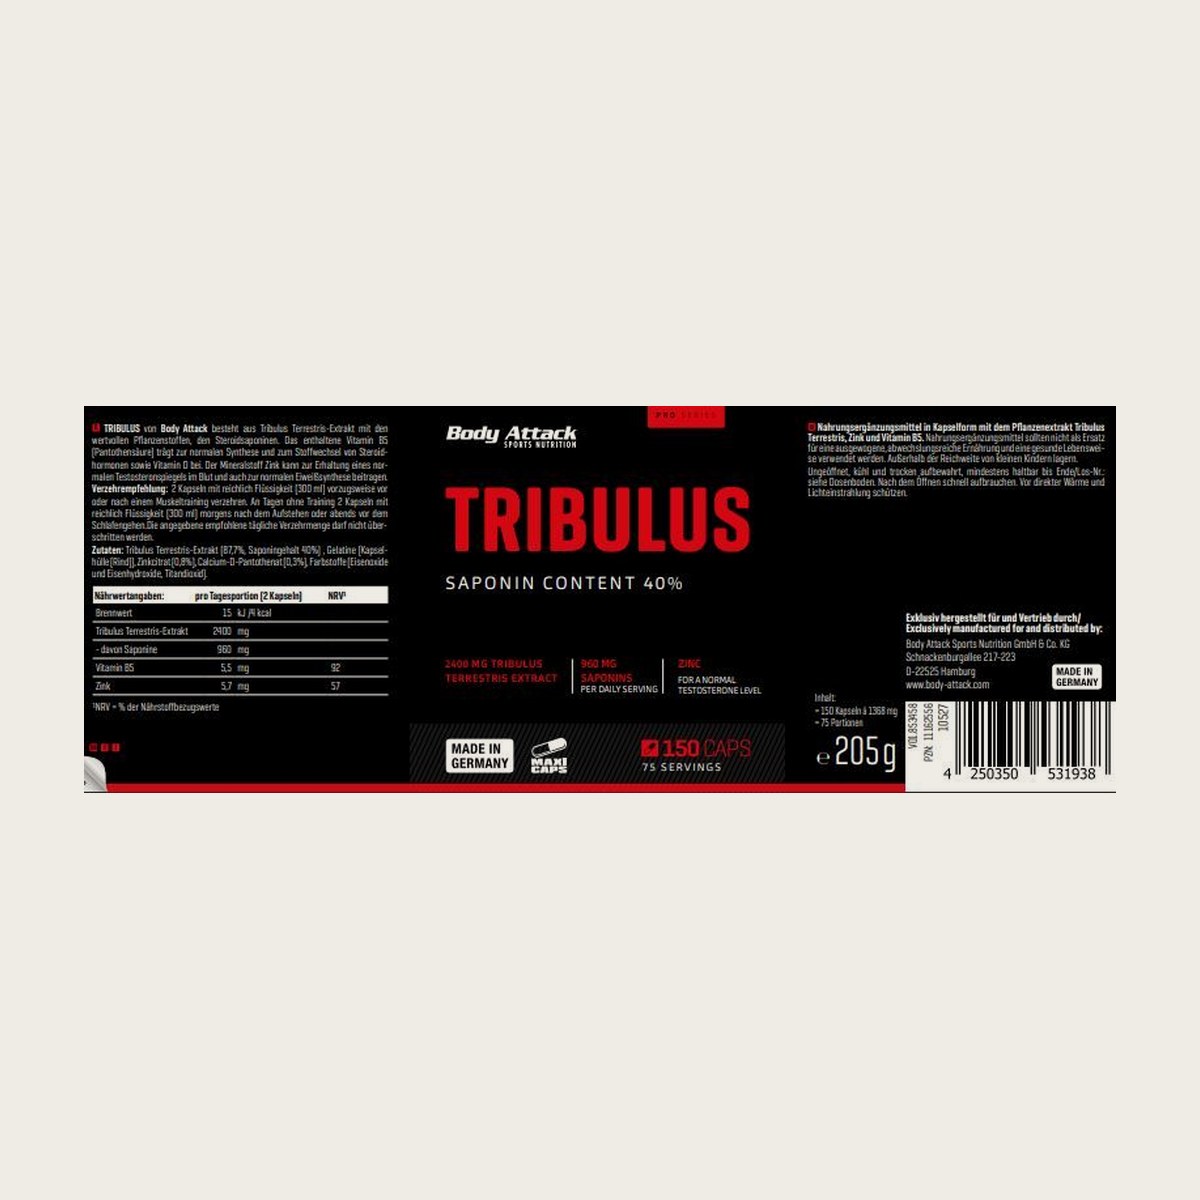 TRIBULUS von Body Attack besteht aus Tribulus Terrestris-Extrakt mit den
wertvollen Pflanzenstoffen, den Steroidsaponinen. Das enthaltene Vitamin B5
(Pantothensäure) trägt zur normalen Synthese und zum Stoffwechsel von Steroid-
hormonen sowie Vitamin D bei. Der Mineralstoff Zink kann zur Erhaltung eines nor-
malen Testosteronspiegels im Blut und auch zur normalen Eiweißsynthese beitragen.
Verzehrempfehlung: 2 Kapseln mit reichlich Flüssigkeit (300 ml) vorzugsweise vor
oder nach einem Muskeltraining verzehren. An Tagen ohne Training 2 Kapseln mit
reichlich Flüssigkeit (300 ml) morgens nach dem Aufstehen oder abends vor dem
Schlafengehen.Die angegebene empfohlene tägliche Verzehrmenge darf nicht über-
schritten werden.
Zutaten: Tribulus Terrestris-Extrakt (87,7%, Saponingehalt 40%) , Gelatine (Kapsel-
hülle(Rind)), Zinkcitrat(0,8%), Calcium-D-Pantothenat(0,3%), Farbstoffe(Eisenoxide
und Eisenhydroxide, Titandioxid).
Nährwertangaben: pro Tagesportion (2 Kapseln) NRV¹
Brennwert 15 kJ /4 kcal
Tribulus Terrestris-Extrakt 2400 mg
- davon Saponine 960 mg
Vitamin B5 5,5 mg 92
Zink 5,7 mg 57
¹NRV = % der Nährstoffbezugswerte
PRO SERIES
Body Attack
SPORTS NUTRITION
TRIBULUS
SAPONIN CONTENT 40%
2400 MG TRIBULUS
TERRESTRIS EXTRACT
960 MG
SAPONINS
PER DAILY SERVING
ZINC
FOR A NORMAL
TESTOSTERONE LEVEL
MADE IN
GERMANY
MAXI
CAPS
150 CAPS
75 SERVINGS
Nahrungsergänzungsmittel in Kapselform mit dem Pflanzenextrakt Tribulus
Terrestris, Zink und Vitamin B5. Nahrungsergänzungsmittel sollten nicht als Ersatz
für eine ausgewogene, abwechslungsreiche Ernährung und eine gesunde Lebenswei-
se verwendet werden. Außerhalb der Reichweite von kleinen Kindern lagern.
Ungeöffnet, kühl und trocken aufbewahrt, mindestens haltbar bis Ende/Los-Nr.:
siehe Dosenboden. Nach dem Öffnen schnell aufbrauchen. Vor direkter Wärme und
Lichteinstrahlung schützen.
Exklusiv hergestellt für und Vertrieb durch/
Exclusively manufactured for and distributed by:
Body Attack Sports Nutrition GmbH & Co. KG
Schnackenburgallee 217-223
D-22525 Hamburg
www.body-attack.com
MADE IN
GERMANY
Inhalt:
= 150 Kapseln á 1368 mg
= 75 Portionen
e 205g
PZN: 11162556
10527
4 250350 531938